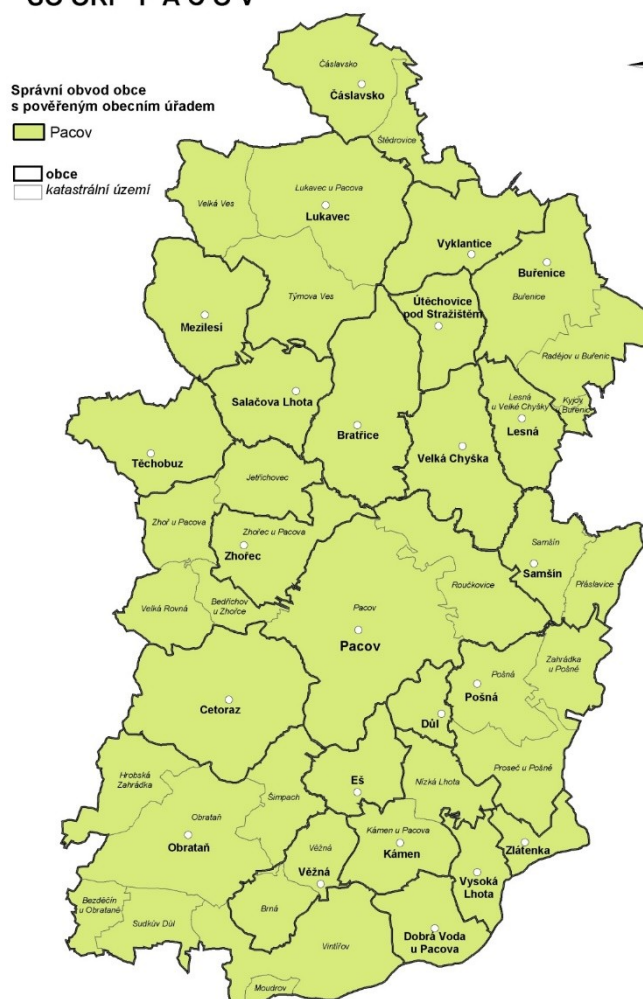 SO ORP P A C O V
Správní obvod obce
s pověřeným obecním úřadem
Pacov
obce
katastrální území
Čáslavsko
Čáslavsko
Štědrovice
Velká Ves
Lukavec u Pacova
Lukavec
Týmova Ves
Vyklantice
Buřenice
Buřenice
Útěchovice
pod Stražištěm
Mezilesí
Radějov u Buřenic
Kyjov
u Buřenic
Lesná
u Velké Chyšky
Lesná
Salačova Lhota
Bratřice
Velká Chyška
Těchobuz
Jetřichovec
Zhoř u Pacova
Zhořec u Pacova
Zhořec
Samšín
Samšín
Přáslavice
Roučkovice
Velká Rovná
Bedřichov
u Zhořce
Pacov
Pacov
Zahrádka
u Pošné
Pošná
Pošná
Cetoraz
Důl
Hrobská
Zahrádka
Eš
Nízká Lhota
Proseč u Pošné
Šimpach
Obrataň
Obrataň
Kámen u Pacova
Kámen
Zlátenka
Věžná
Věžná
Vysoká
Lhota
Bezděčín
u Obrataně
Sudkův Důl
Brná
Dobrá Voda
u Pacova
Vintířov
Moudrov